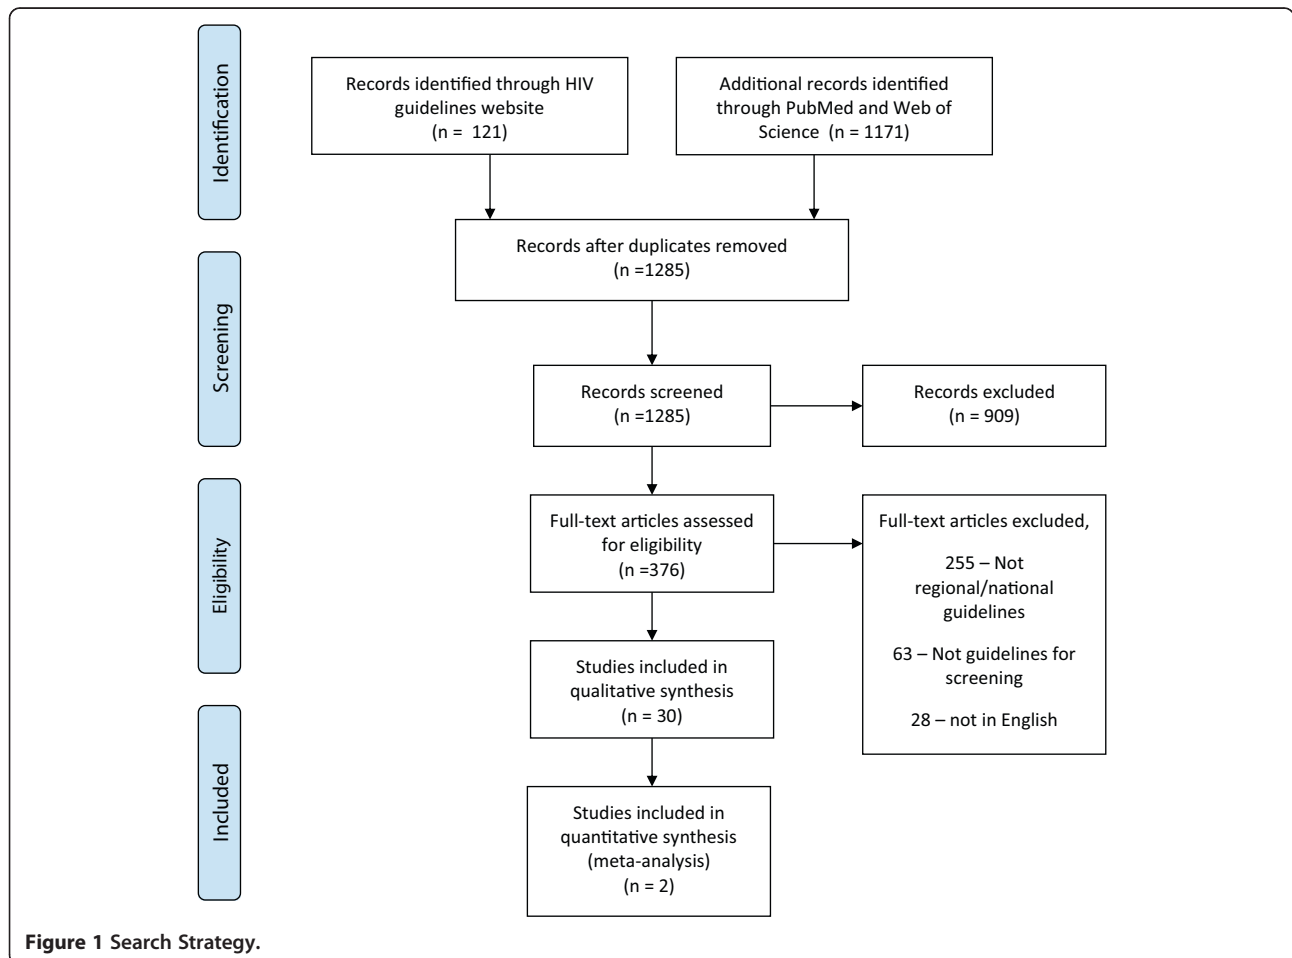 Identification
Records identified through HIV
guidelines website
(n = 121)
Additional records identified
through PubMed and Web of
Science (n = 1171)
Records after duplicates removed
(n =1285)
Screening
Records screened
(n =1285)
Records excluded
(n = 909)
Eligibility
Full-text articles assessed
for eligibility
(n =376)
Full-text articles excluded,
255 – Not
regional/national
guidelines
63 – Not guidelines for
screening
28 – not in English
Studies included in
qualitative synthesis
(n = 30)
Included
Studies included in
quantitative synthesis
(meta-analysis)
(n = 2)
Figure 1 Search Strategy.